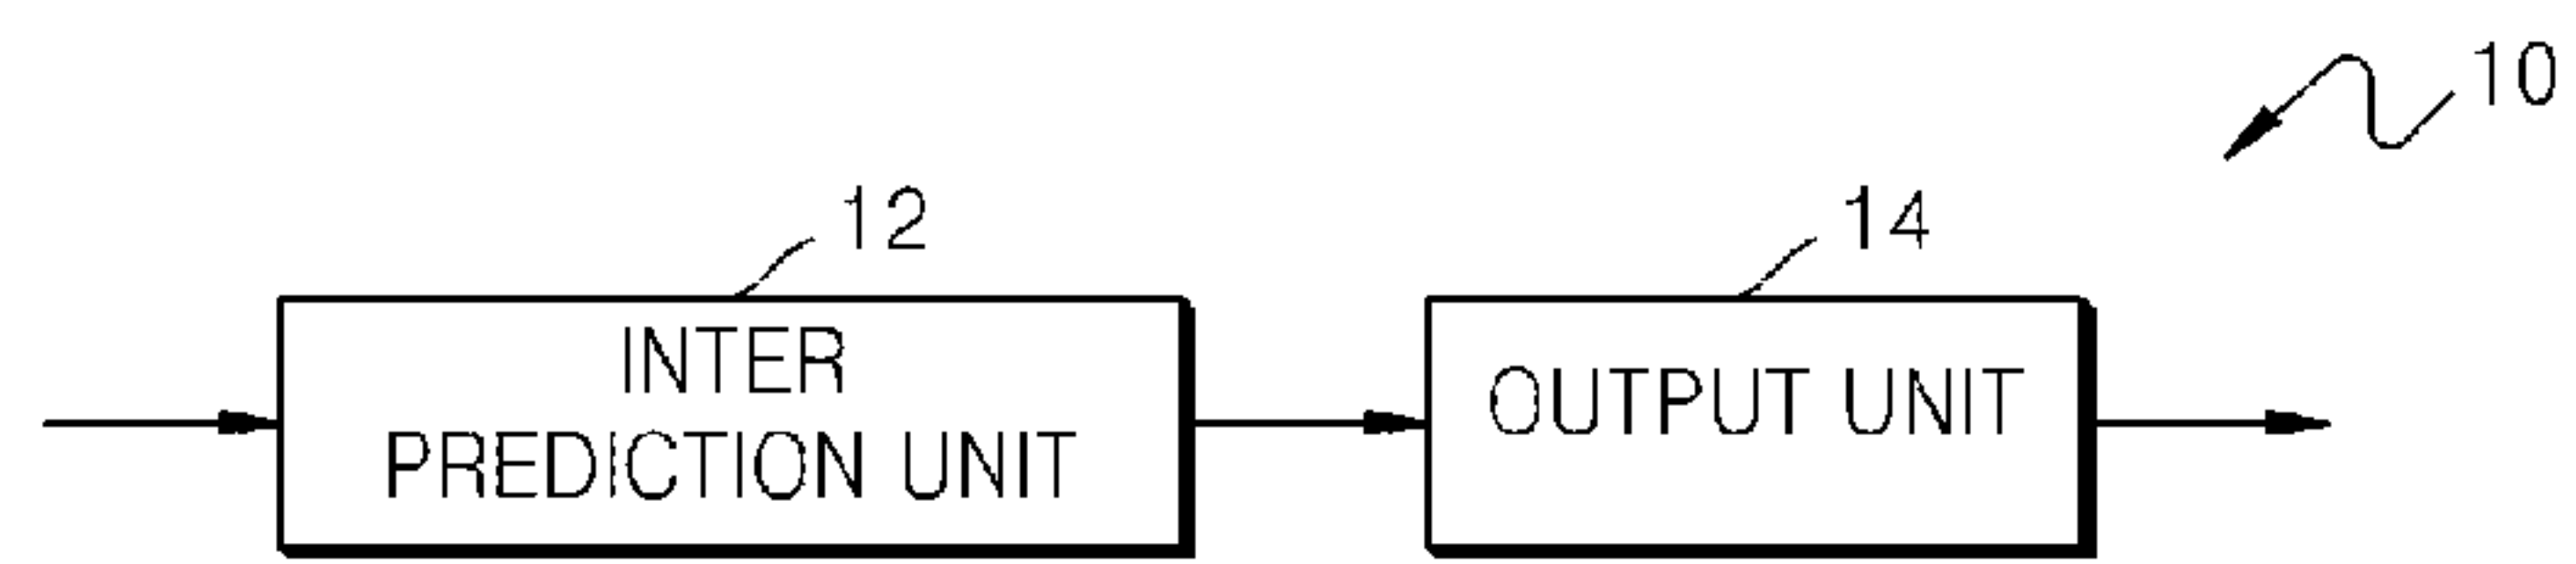 10
12
14
INTER
PREDICTION UNIT
OUTPUT UNIT